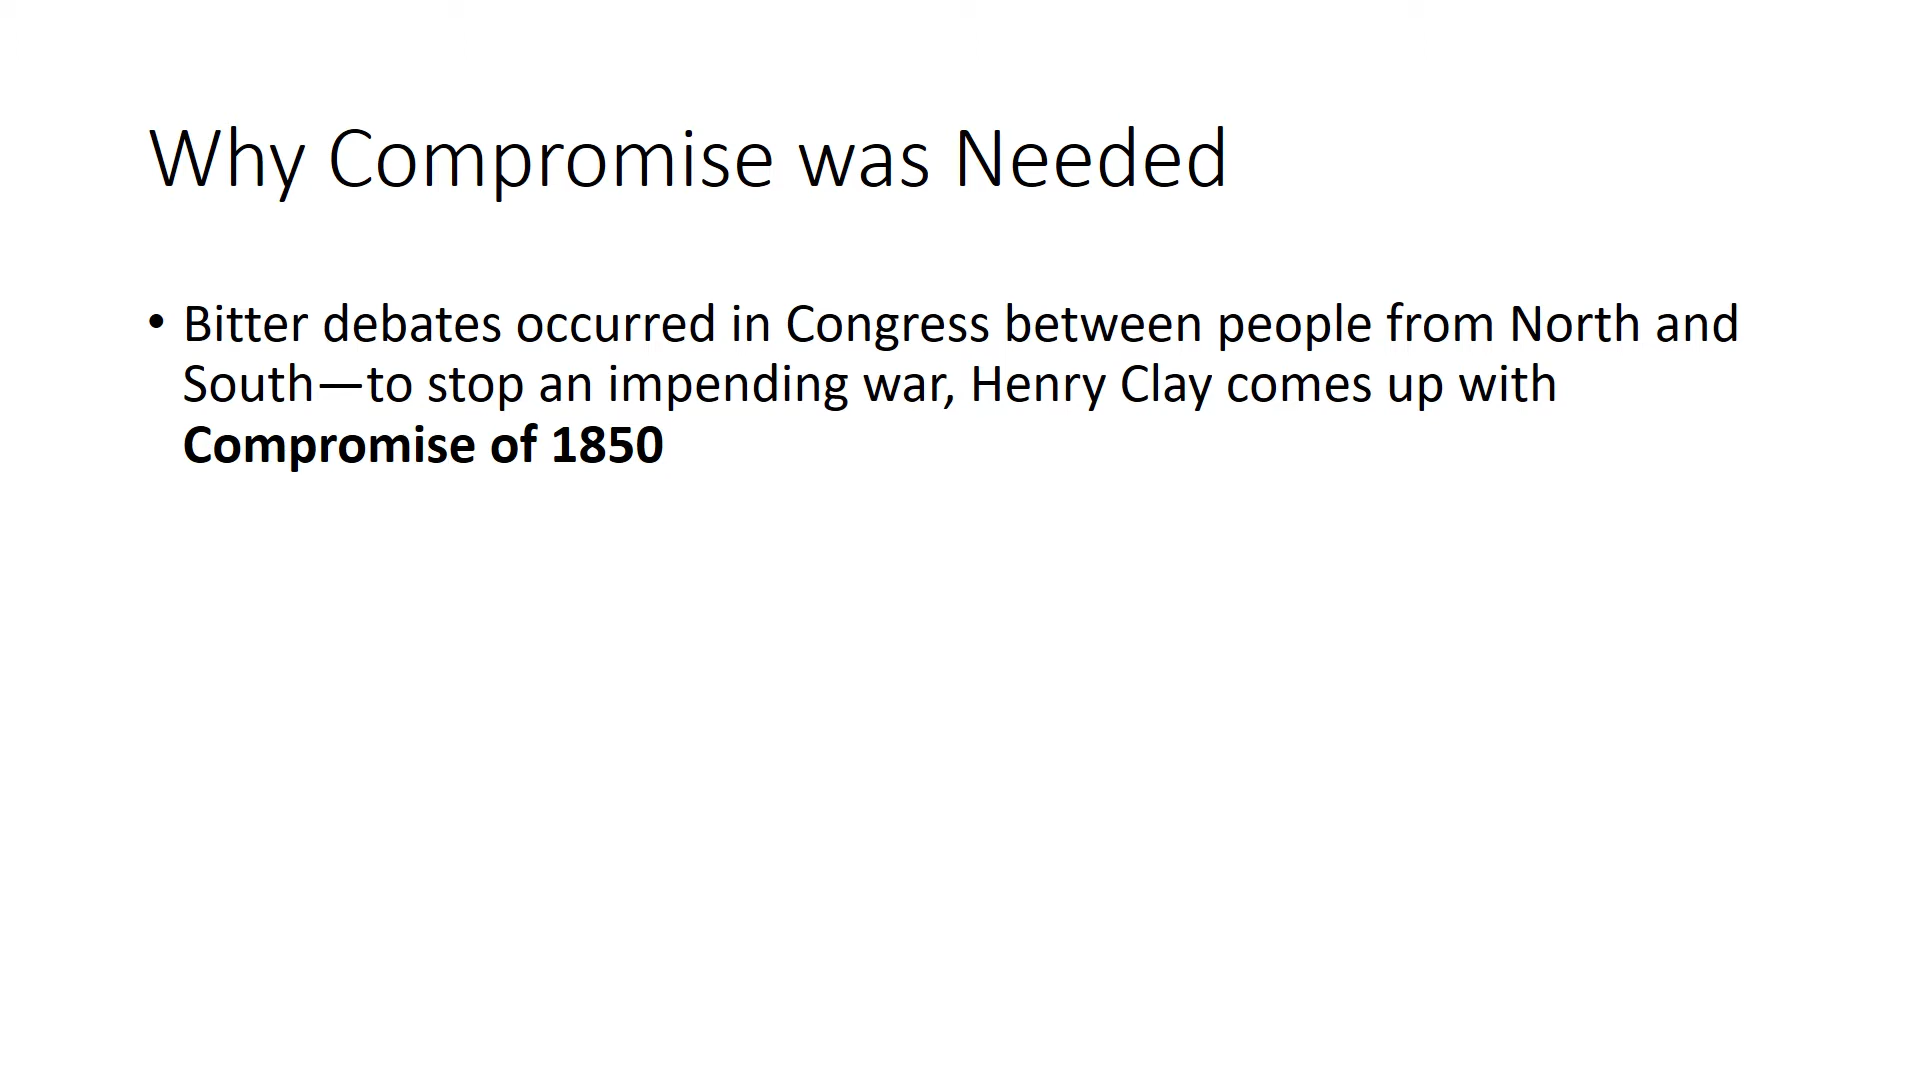 Why Compromise was Needed
• Bitter debates occurred in Congress between people from North and
South—to stop an impending war, Henry Clay comes up with
Compromise of 1850